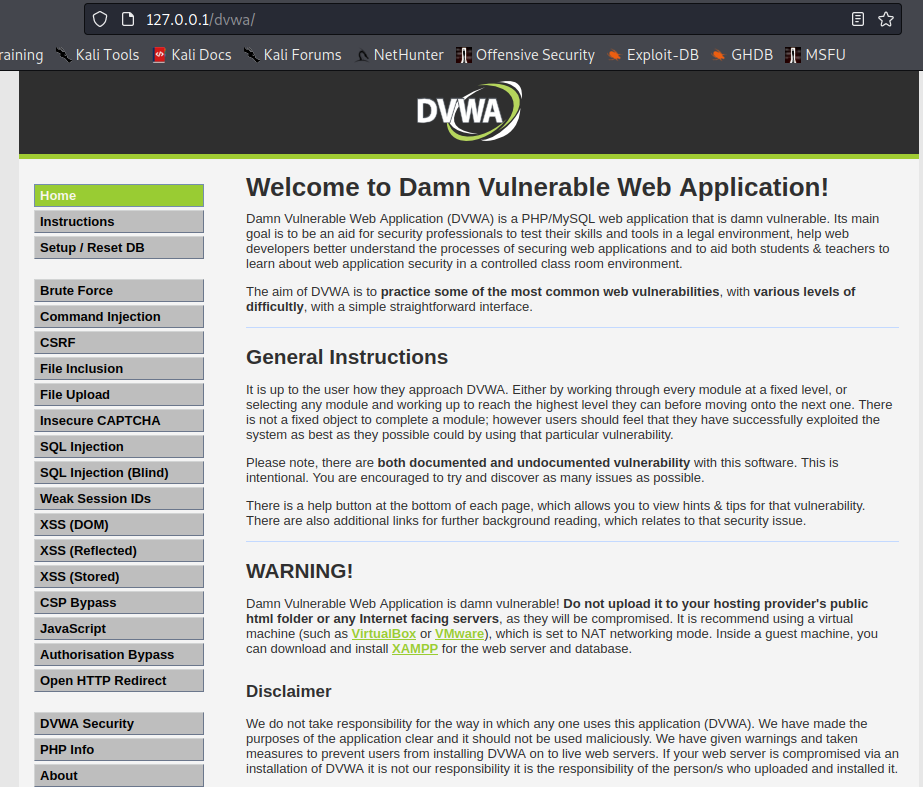 127.0.0.1/dvwa/
raining Kali Tools Kali Docs Kali Forums NetHunter Offensive Security Exploit-DB GHDB MSFU
DVWA
Home
Instructions
Setup / Reset DB
Brute Force
Command Injection
CSRF
File Inclusion
File Upload
Insecure CAPTCHA
SQL Injection
SQL Injection (Blind)
Weak Session IDs
XSS (DOM)
XSS (Reflected)
XSS (Stored)
CSP Bypass
JavaScript
Authorisation Bypass
Open HTTP Redirect
DVWA Security
PHP Info
About
Welcome to Damn Vulnerable Web Application!
Damn Vulnerable Web Application (DVWA) is a PHP/MySQL web application that is damn vulnerable. Its main
goal is to be an aid for security professionals to test their skills and tools in a legal environment, help web
developers better understand the processes of securing web applications and to aid both students & teachers to
learn about web application security in a controlled class room environment.
The aim of DVWA is to practice some of the most common web vulnerabilities, with various levels of
difficultly, with a simple straightforward interface.
General Instructions
It is up to the user how they approach DVWA. Either by working through every module at a fixed level, or
selecting any module and working up to reach the highest level they can before moving onto the next one. There
is not a fixed object to complete a module; however users should feel that they have successfully exploited the
system as best as they possible could by using that particular vulnerability.
Please note, there are both documented and undocumented vulnerability with this software. This is
intentional. You are encouraged to try and discover as many issues as possible.
There is a help button at the bottom of each page, which allows you to view hints & tips for that vulnerability.
There are also additional links for further background reading, which relates to that security issue.
WARNING!
Damn Vulnerable Web Application is damn vulnerable! Do not upload it to your hosting provider's public
html folder or any Internet facing servers, as they will be compromised. It is recommend using a virtual
machine (such as VirtualBox or VMware), which is set to NAT networking mode. Inside a guest machine, you
can download and install XAMPP for the web server and database.
Disclaimer
We do not take responsibility for the way in which any one uses this application (DVWA). We have made the
purposes of the application clear and it should not be used maliciously. We have given warnings and taken
measures to prevent users from installing DVWA on to live web servers. If your web server is compromised via an
installation of DVWA it is not our responsibility it is the responsibility of the person/s who uploaded and installed it.